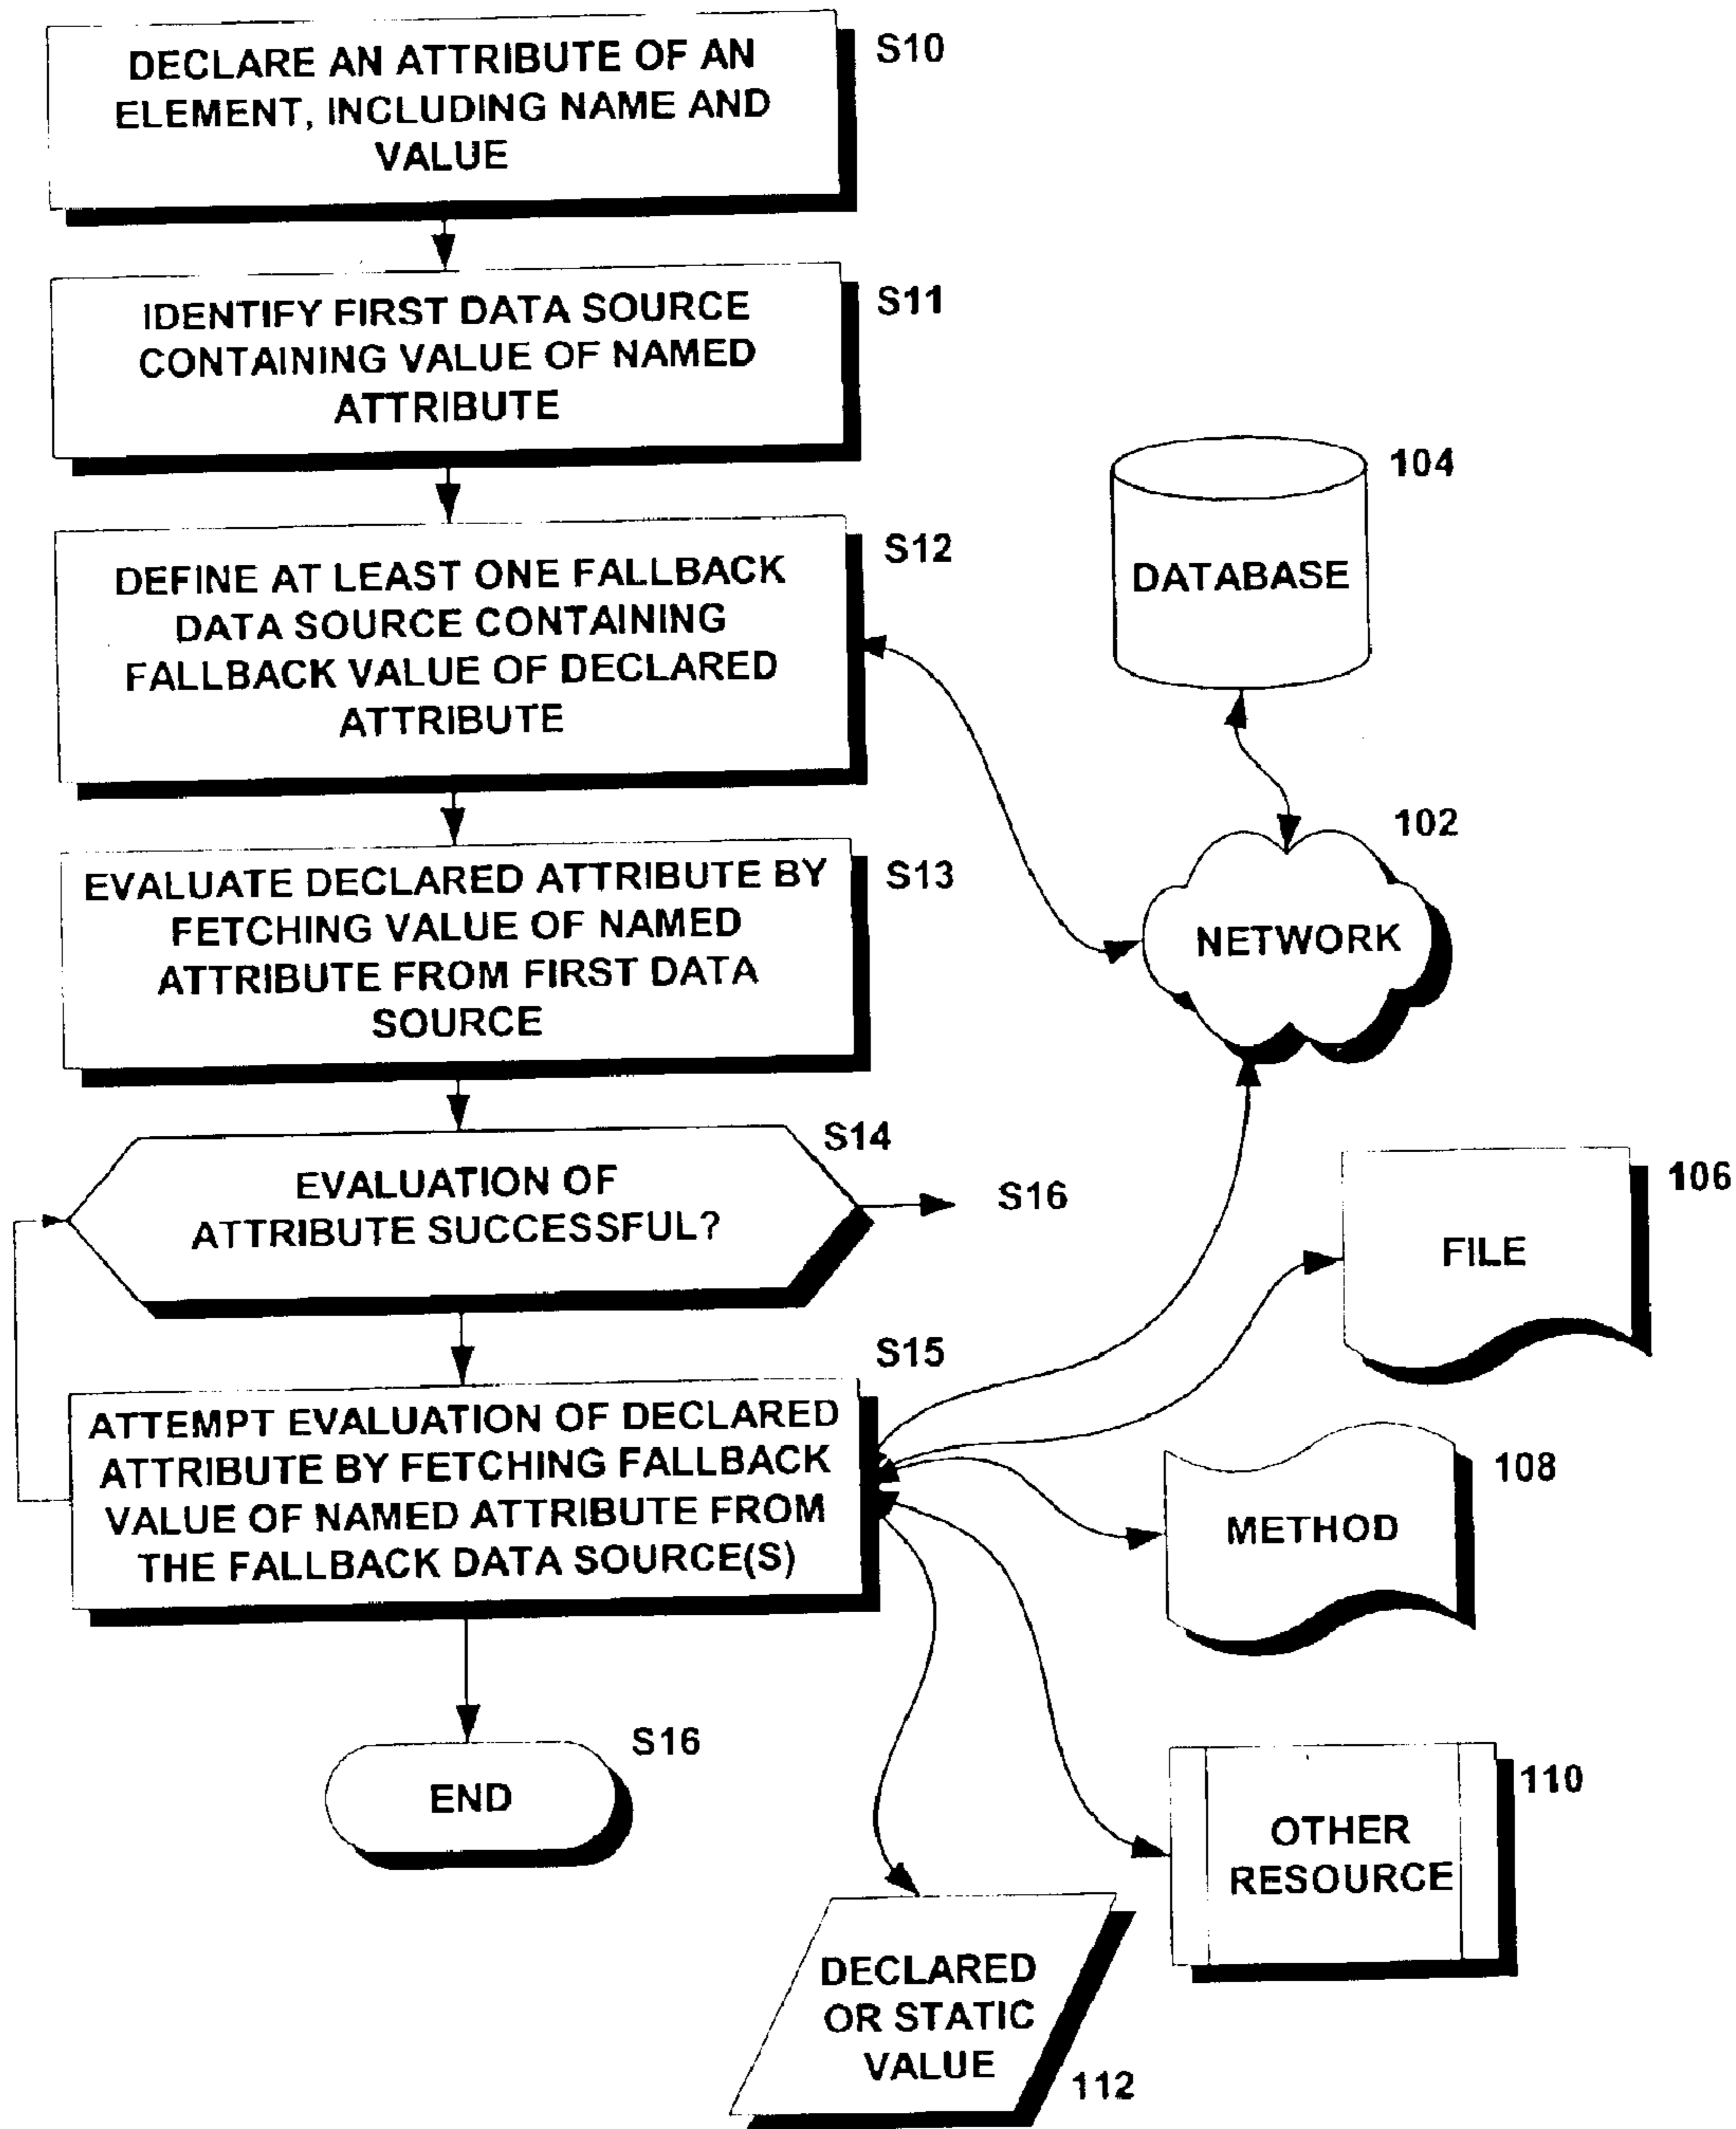 DECLARE AN ATTRIBUTE OF AN
ELEMENT, INCLUDING NAME AND
VALUE
S10
IDENTIFY FIRST DATA SOURCE
CONTAINING VALUE OF NAMED
ATTRIBUTE
S11
DEFINE AT LEAST ONE FALLBACK
DATA SOURCE CONTAINING
FALLBACK VALUE OF DECLARED
ATTRIBUTE
S12
DATABASE
104
EVALUATE DECLARED ATTRIBUTE BY
FETCHING VALUE OF NAMED
ATTRIBUTE FROM FIRST DATA
SOURCE
S13
NETWORK
102
EVALUATION OF
ATTRIBUTE SUCCESSFUL?
S14
S16
FILE
106
ATTEMPT EVALUATION OF DECLARED
ATTRIBUTE BY FETCHING FALLBACK
VALUE OF NAMED ATTRIBUTE FROM
THE FALLBACK DATA SOURCE(S)
S15
METHOD
108
END
S16
OTHER
RESOURCE
110
DECLARED
OR STATIC
VALUE
112